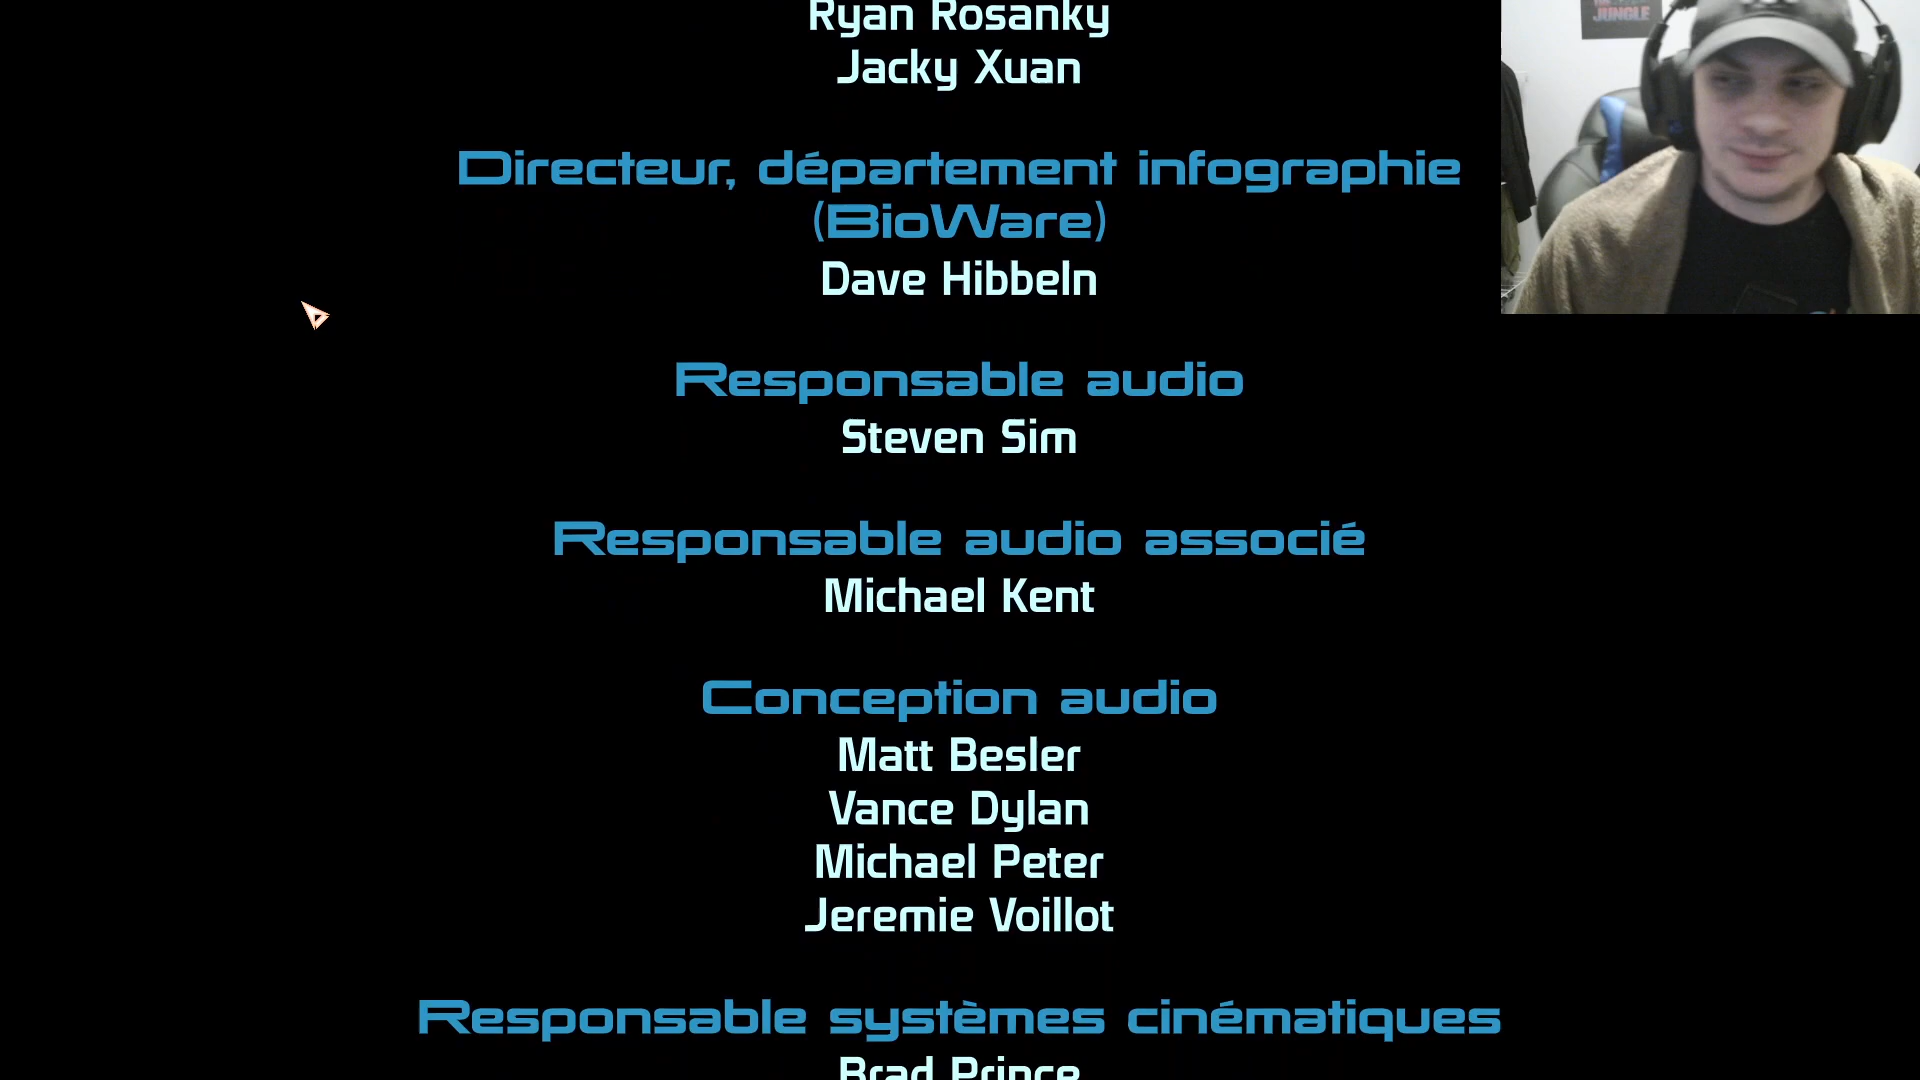 Ryan Rosanky
Jacky Xuan
Directeur, département infographie
(BioWare)
Dave Hibbeln
Responsable audio
Steven Sim
Responsable audio associé
Michael Kent
Conception audio
Matt Besler
Vance Dylan
Michael Peter
Jeremie Voillot
Responsable systèmes cinématiques
Brad Prince
JUNGLE